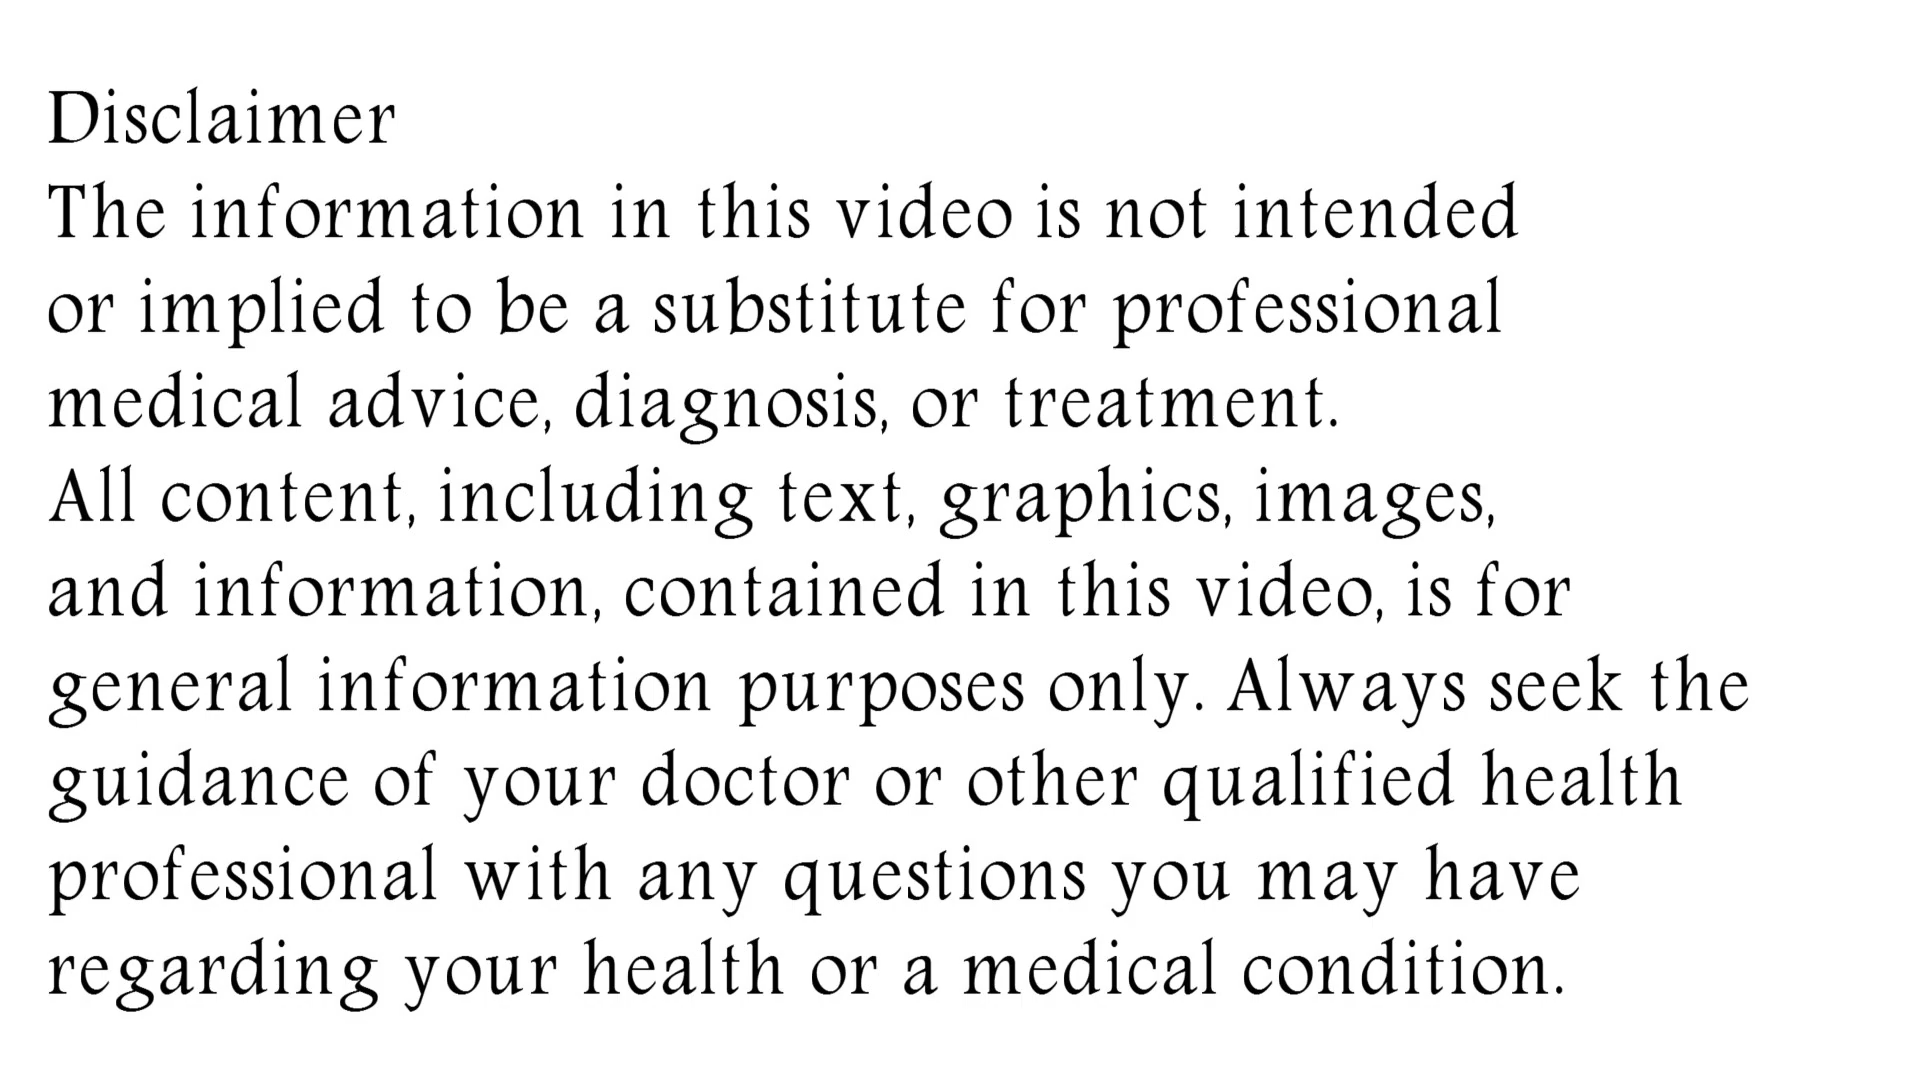 Disclaimer
The information in this video is not intended
or implied to be a substitute for professional
medical advice, diagnosis, or treatment.
All content, including text, graphics, images,
and information, contained in this video, is for
general information purposes only. Always seek the
guidance of your doctor or other qualified health
professional with any questions you may have
regarding your health or a medical condition.